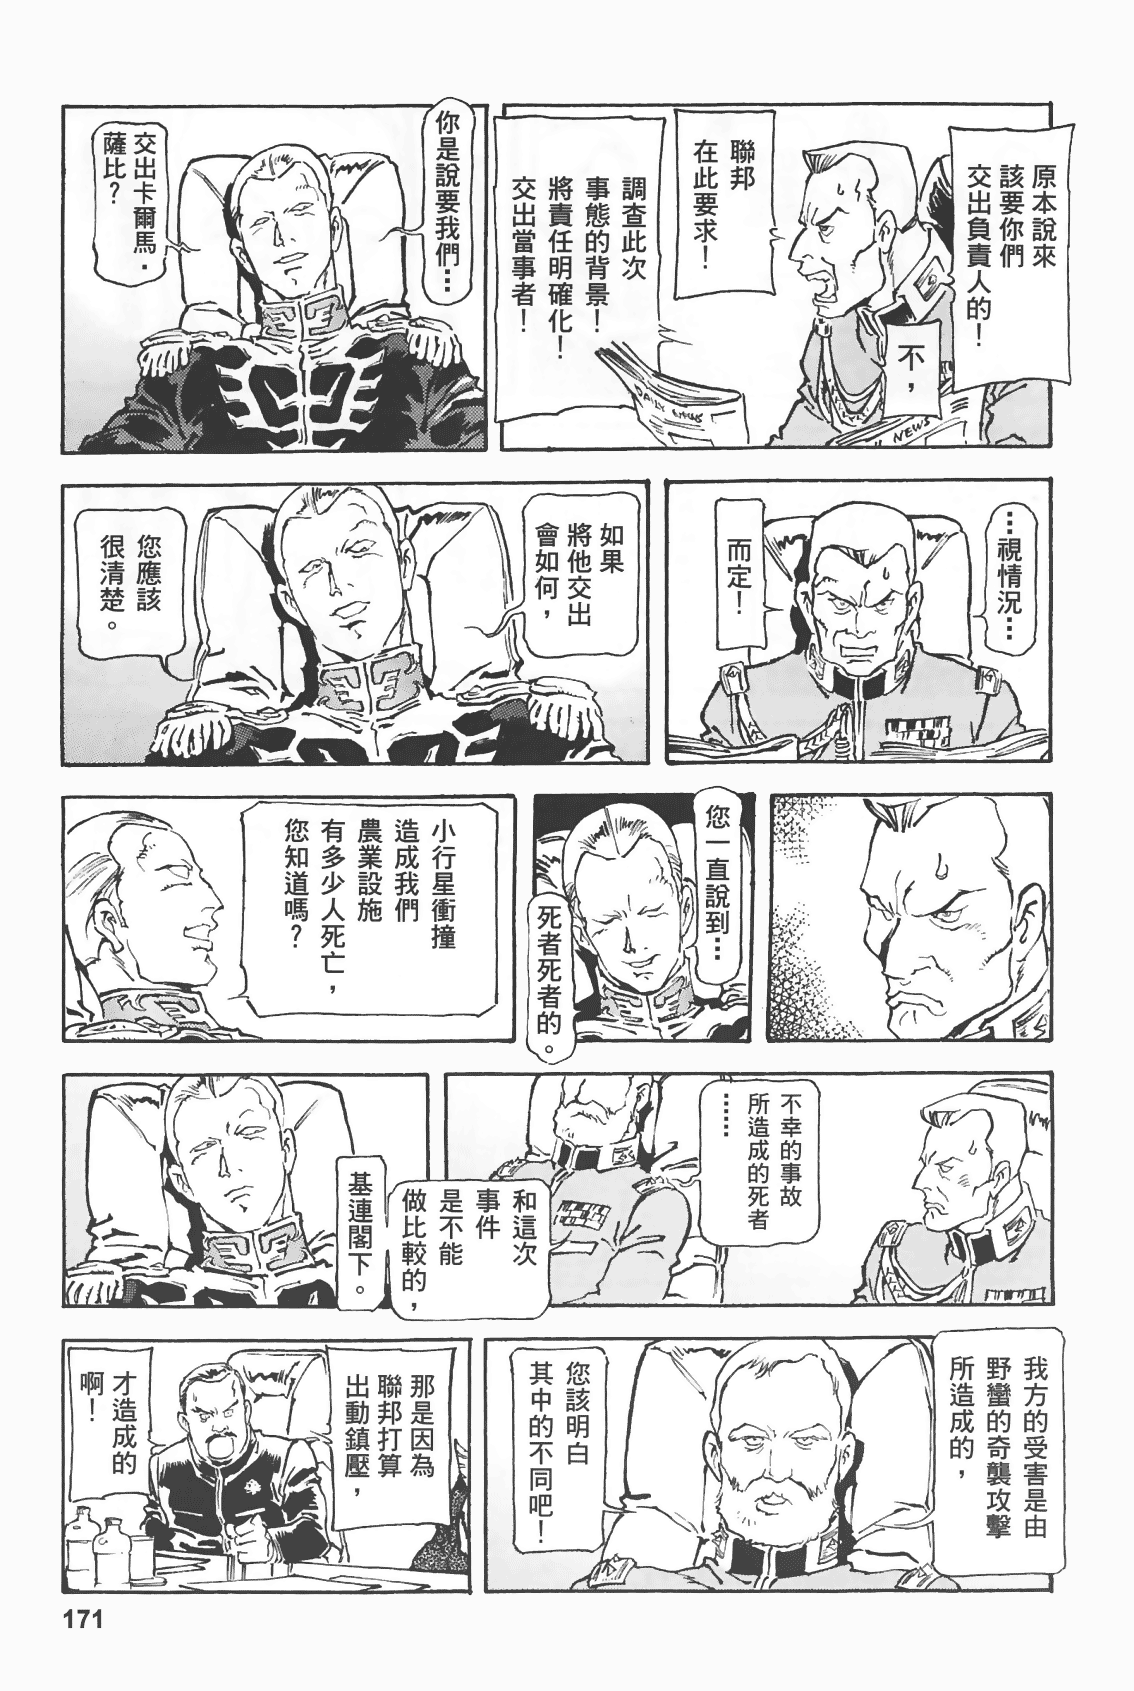 原本說來
該要你們
交出負責人的！
不，
聯邦
在此要求！
調查此次
事態的背景！
將責任明確化！
交出當事者！
DAILY NEWS
NEWS
你是說要我們…
交出卡爾馬．
薩比？
…視情況…
而定！
如果
將他交出
會如何，
您應該
很清楚。
您一直說到…
死者死者的。
小行星衝撞
造成我們
農業設施
有多少人死亡，
您知道嗎？
不幸的事故
所造成的死者
……
和這次
事件
是不能
做比較的，
基連閣下。
我方的受害是由
野蠻的奇襲攻擊
所造成的，
您該明白
其中的不同吧！
那是因為
聯邦打算
出動鎮壓，
才造成的
啊！
171